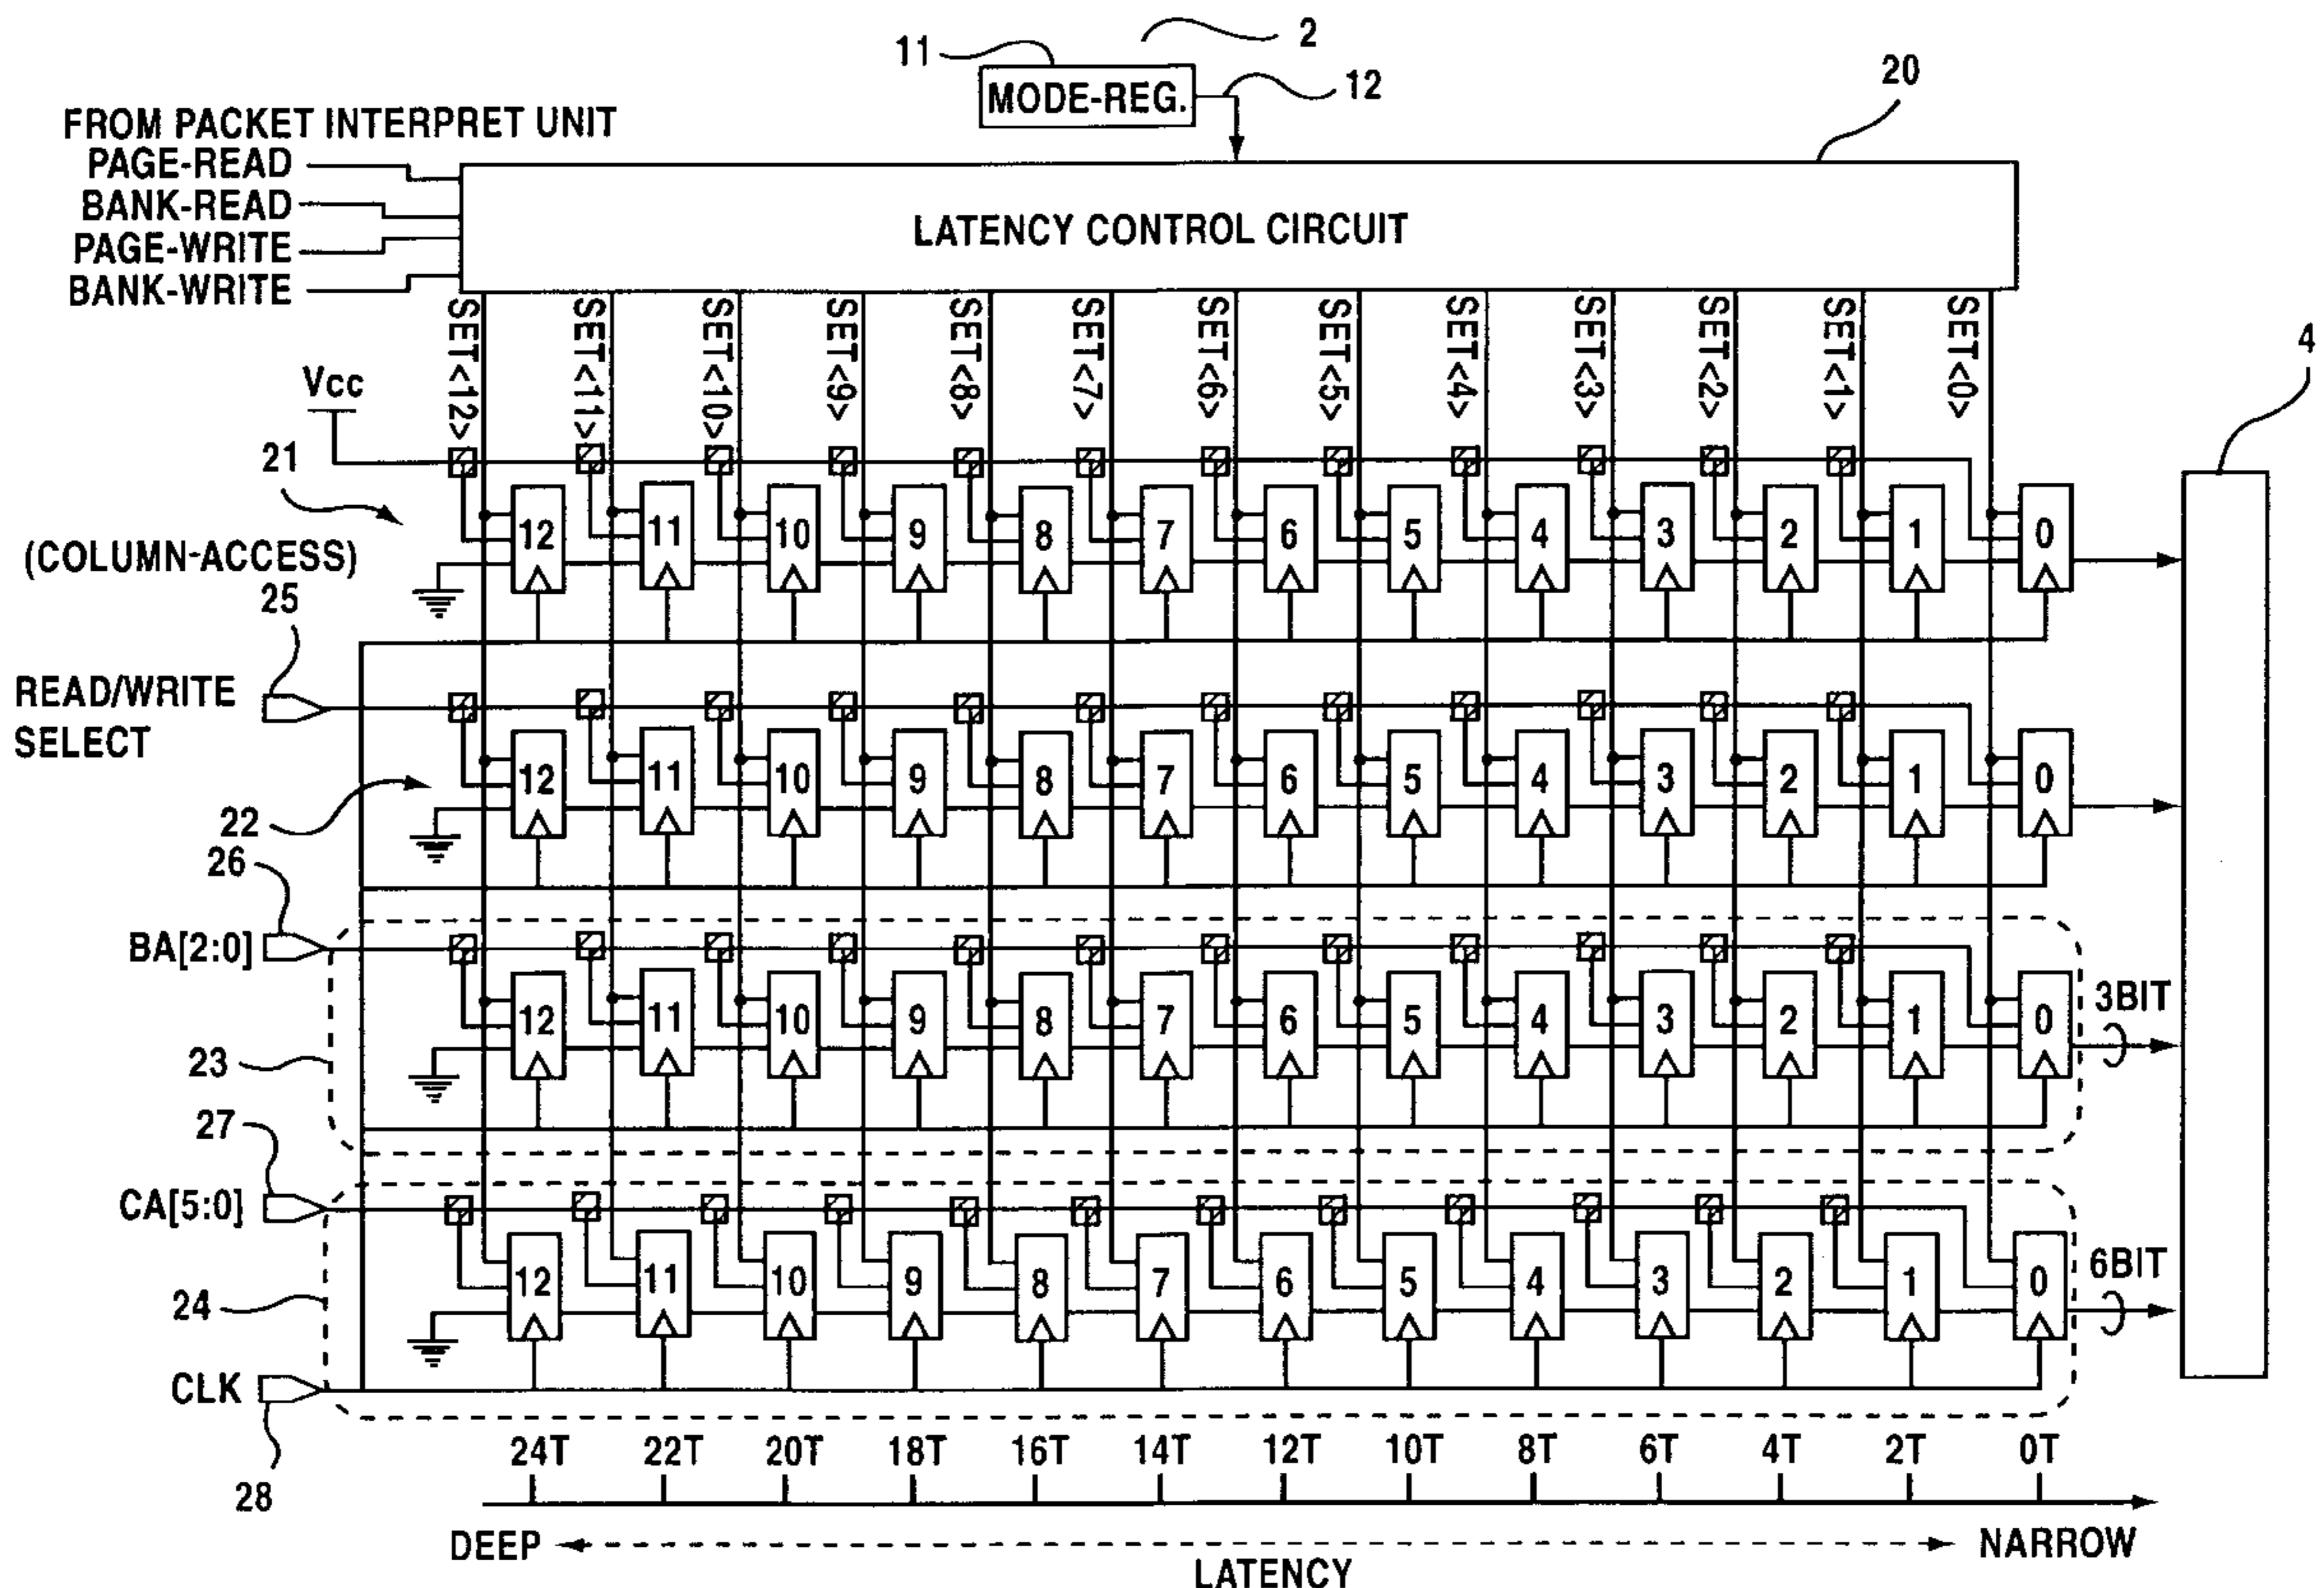 2
11
MODE-REG.
12
20
FROM PACKET INTERPRET UNIT
PAGE-READ
BANK-READ
PAGE-WRITE
BANK-WRITE
LATENCY CONTROL CIRCUIT
SET<12> SET<11> SET<10> SET<9> SET<8> SET<7> SET<6> SET<5> SET<4> SET<3> SET<2> SET<1> SET<0>
4
Vcc
21
12 11 10 9 8 7 6 5 4 3 2 1 0
(COLUMN-ACCESS)
25
READ/WRITE
SELECT
12 11 10 9 8 7 6 5 4 3 2 1 0
22
26
BA[2:0]
12 11 10 9 8 7 6 5 4 3 2 1 0
3BIT
23
27
CA[5:0]
12 11 10 9 8 7 6 5 4 3 2 1 0
6BIT
24
CLK
28
24T 22T 20T 18T 16T 14T 12T 10T 8T 6T 4T 2T 0T
DEEP NARROW
LATENCY